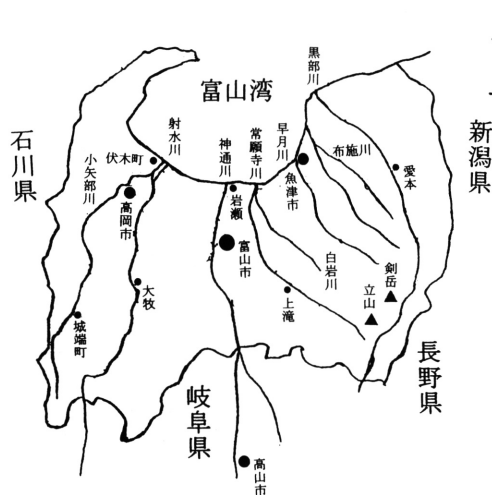 黒部川
富山湾
射水川
神通川
常願寺川
早月川
布施川
新潟県
石川県
伏木町
小矢部川
高岡市
岩瀬
魚津市
愛本
富山市
白岩川
剣岳
立山
大牧
上滝
城端町
長野県
岐阜県
高山市